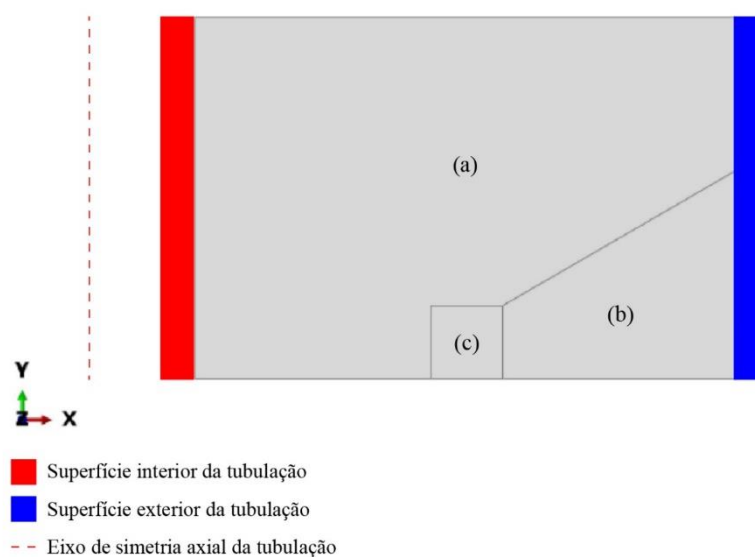 (a)
(b)
(c)
Y
Z X
Superfície interior da tubulação
Superfície exterior da tubulação
Eixo de simetria axial da tubulação